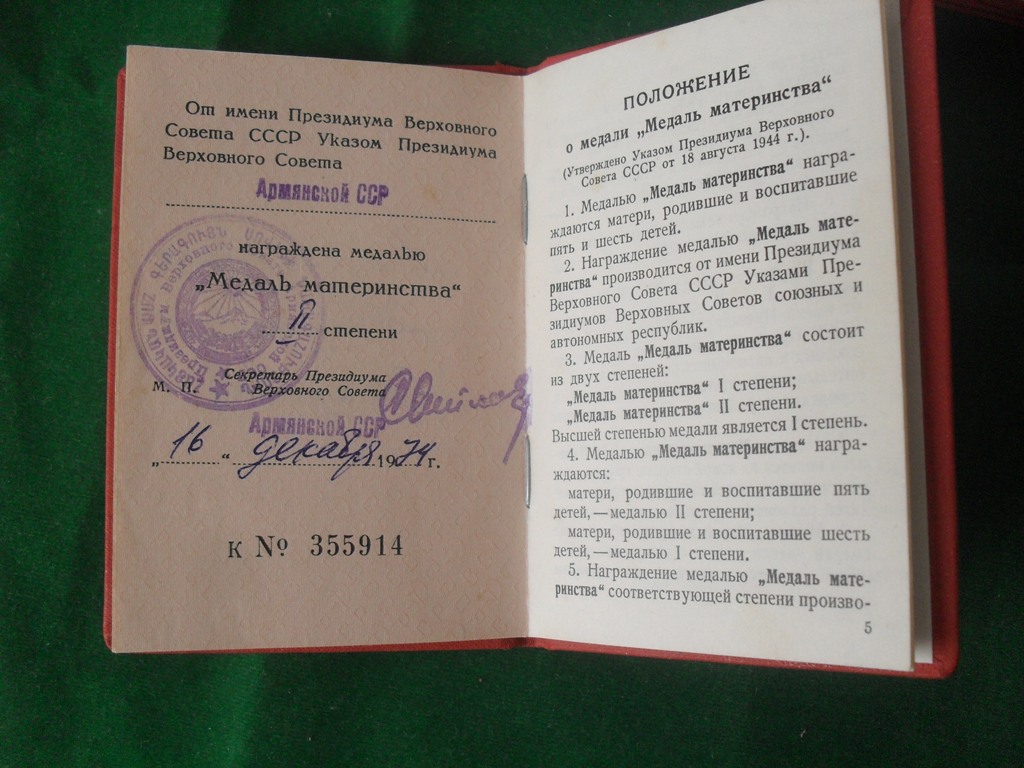 От имени Президиума Верховного
Совета СССР Указом Президиума
Верховного Совета
Армянской ССР
награждена медалью
„Медаль материнства“
II степени
Секретарь Президиума
М. П. Верховного Совета
Армянской ССР
„16“ декабря 1974 г.
К № 355914
ПОЛОЖЕНИЕ
о медали „Медаль материнства“
(Утверждено Указом Президиума Верховного
Совета СССР от 18 августа 1944 г.).
1. Медалью „Медаль материнства“ награ-
ждаются матери, родившие и воспитавшие
пять и шесть детей.
2. Награждение медалью „Медаль мате-
ринства“ производится от имени Президиума
Верховного Совета СССР Указами Пре-
зидиумов Верховных Советов союзных и
автономных республик.
3. Медаль „Медаль материнства“ состоит
из двух степеней:
„Медаль материнства“ I степени;
„Медаль материнства“ II степени.
Высшей степенью медали является I степень.
4. Медалью „Медаль материнства“ награ-
ждаются:
матери, родившие и воспитавшие пять
детей,—медалью II степени;
матери, родившие и воспитавшие шесть
детей,—медалью I степени.
5. Награждение медалью „Медаль мате-
ринства“ соответствующей степени произво-
5